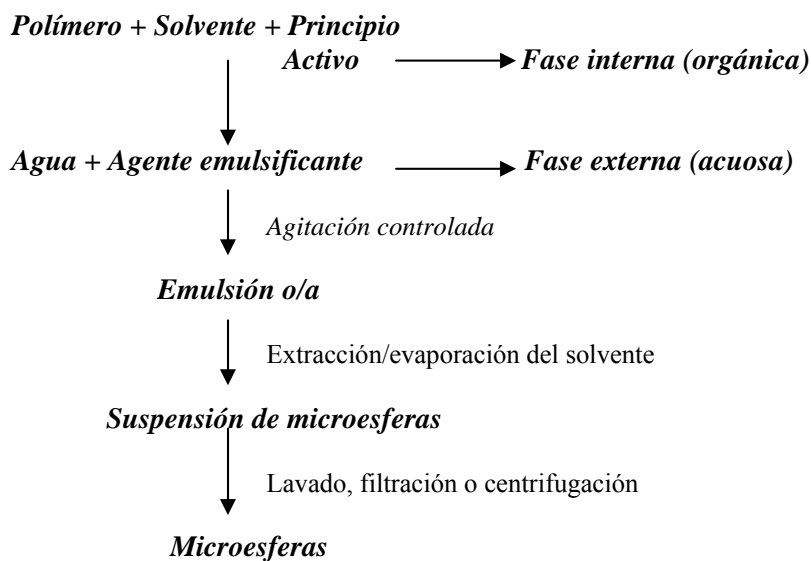 Polímero + Solvente + Principio
Activo
Fase interna (orgánica)
Agua + Agente emulsificante
Fase externa (acuosa)
Agitación controlada
Emulsión o/a
Extracción/evaporación del solvente
Suspensión de microesferas
Lavado, filtración o centrifugación
Microesferas